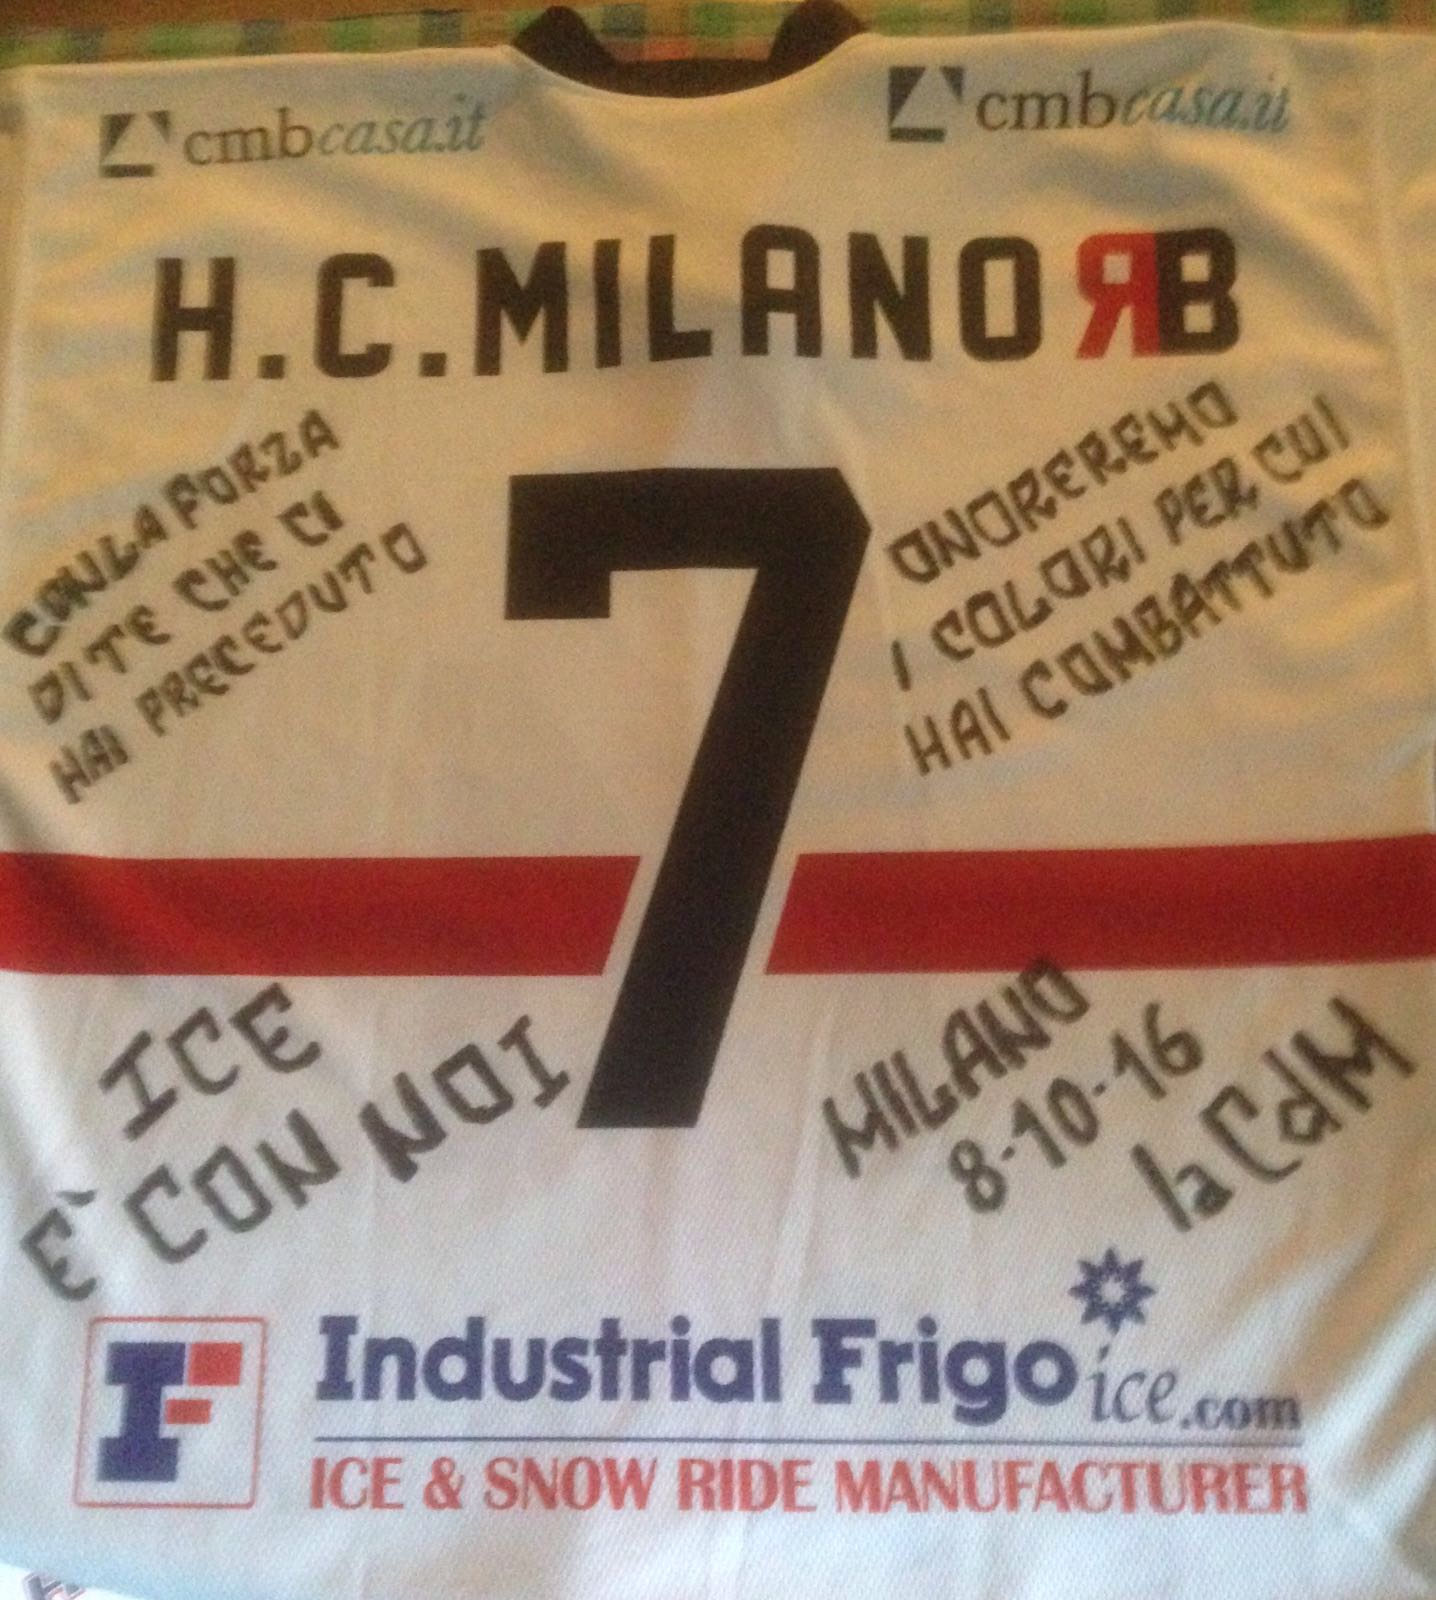 cmbcasa.it
cmbcasa.it
H.C.MILANO RB
CON LA FORZA
DI TE CHE CI
HAI PRECEDUTO
ONOREREMO
I COLORI PER CUI
HAI COMBATTUTO
7
ICE
E' CON NOI
MILANO
8-10-16
la CdM
IF
Industrial Frigo ice.com
ICE & SNOW RIDE MANUFACTURER